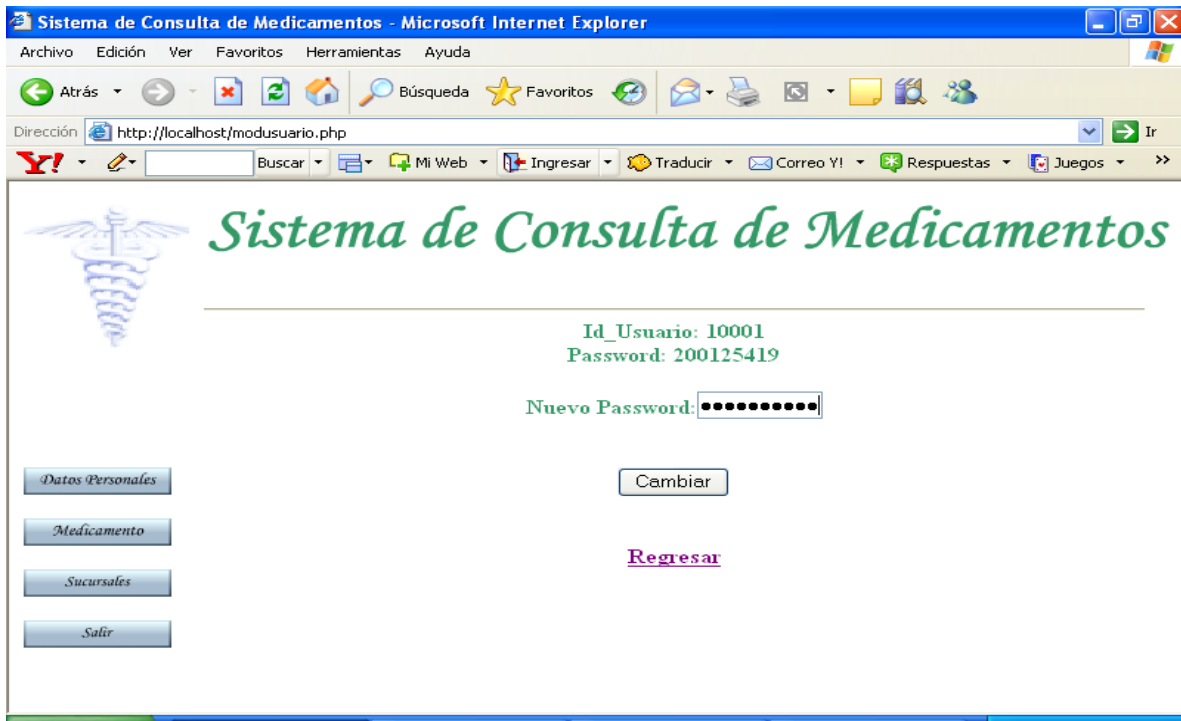 Sistema de Consulta de Medicamentos - Microsoft Internet Explorer
Archivo Edición Ver Favoritos Herramientas Ayuda
Atrás Búsqueda Favoritos
Dirección http://localhost/modusuario.php Ir
Y! Buscar Mi Web Ingresar Traducir Correo Y! Respuestas Juegos >>
Sistema de Consulta de Medicamentos
Id_Usuario: 10001
Password: 200125419
Nuevo Password: ••••••••••
Datos Personales
Cambiar
Medicamento
Regresar
Sucursales
Salir